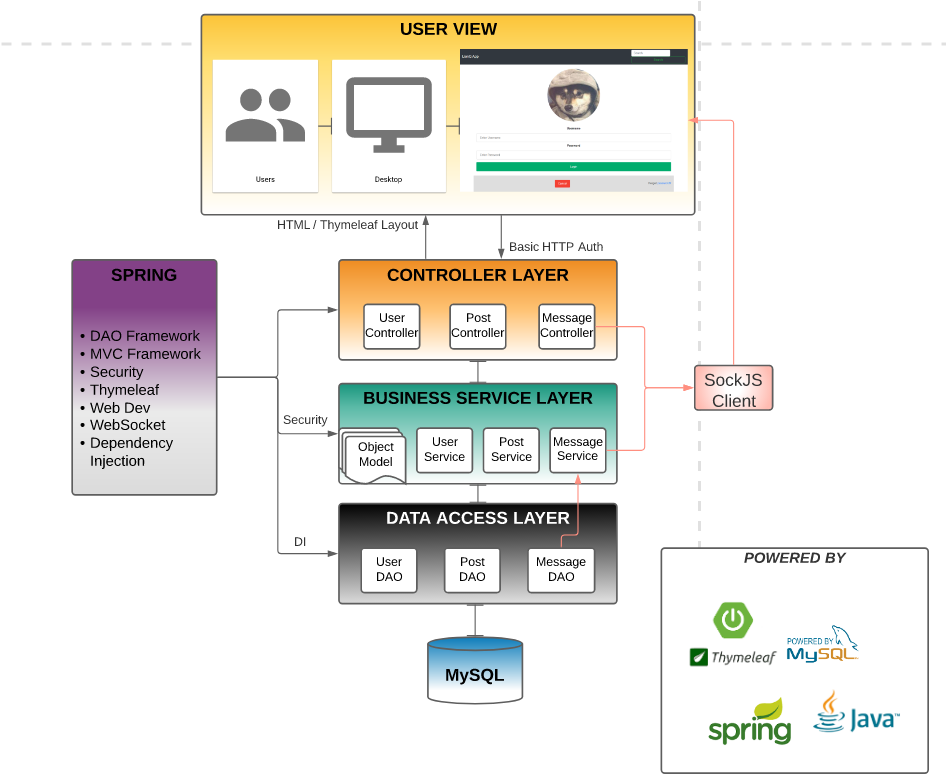 USER VIEW
Users
Desktop
Username
Password
Login
Cancel
HTML / Thymeleaf Layout
Basic HTTP Auth
SPRING
• DAO Framework
• MVC Framework
• Security
• Thymeleaf
• Web Dev
• WebSocket
• Dependency
Injection
CONTROLLER LAYER
User
Controller
Post
Controller
Message
Controller
Security
BUSINESS SERVICE LAYER
Object
Model
User
Service
Post
Service
Message
Service
SockJS
Client
DI
DATA ACCESS LAYER
User
DAO
Post
DAO
Message
DAO
MySQL
POWERED BY
Thymeleaf
POWERED BY
MySQL
spring
Java™